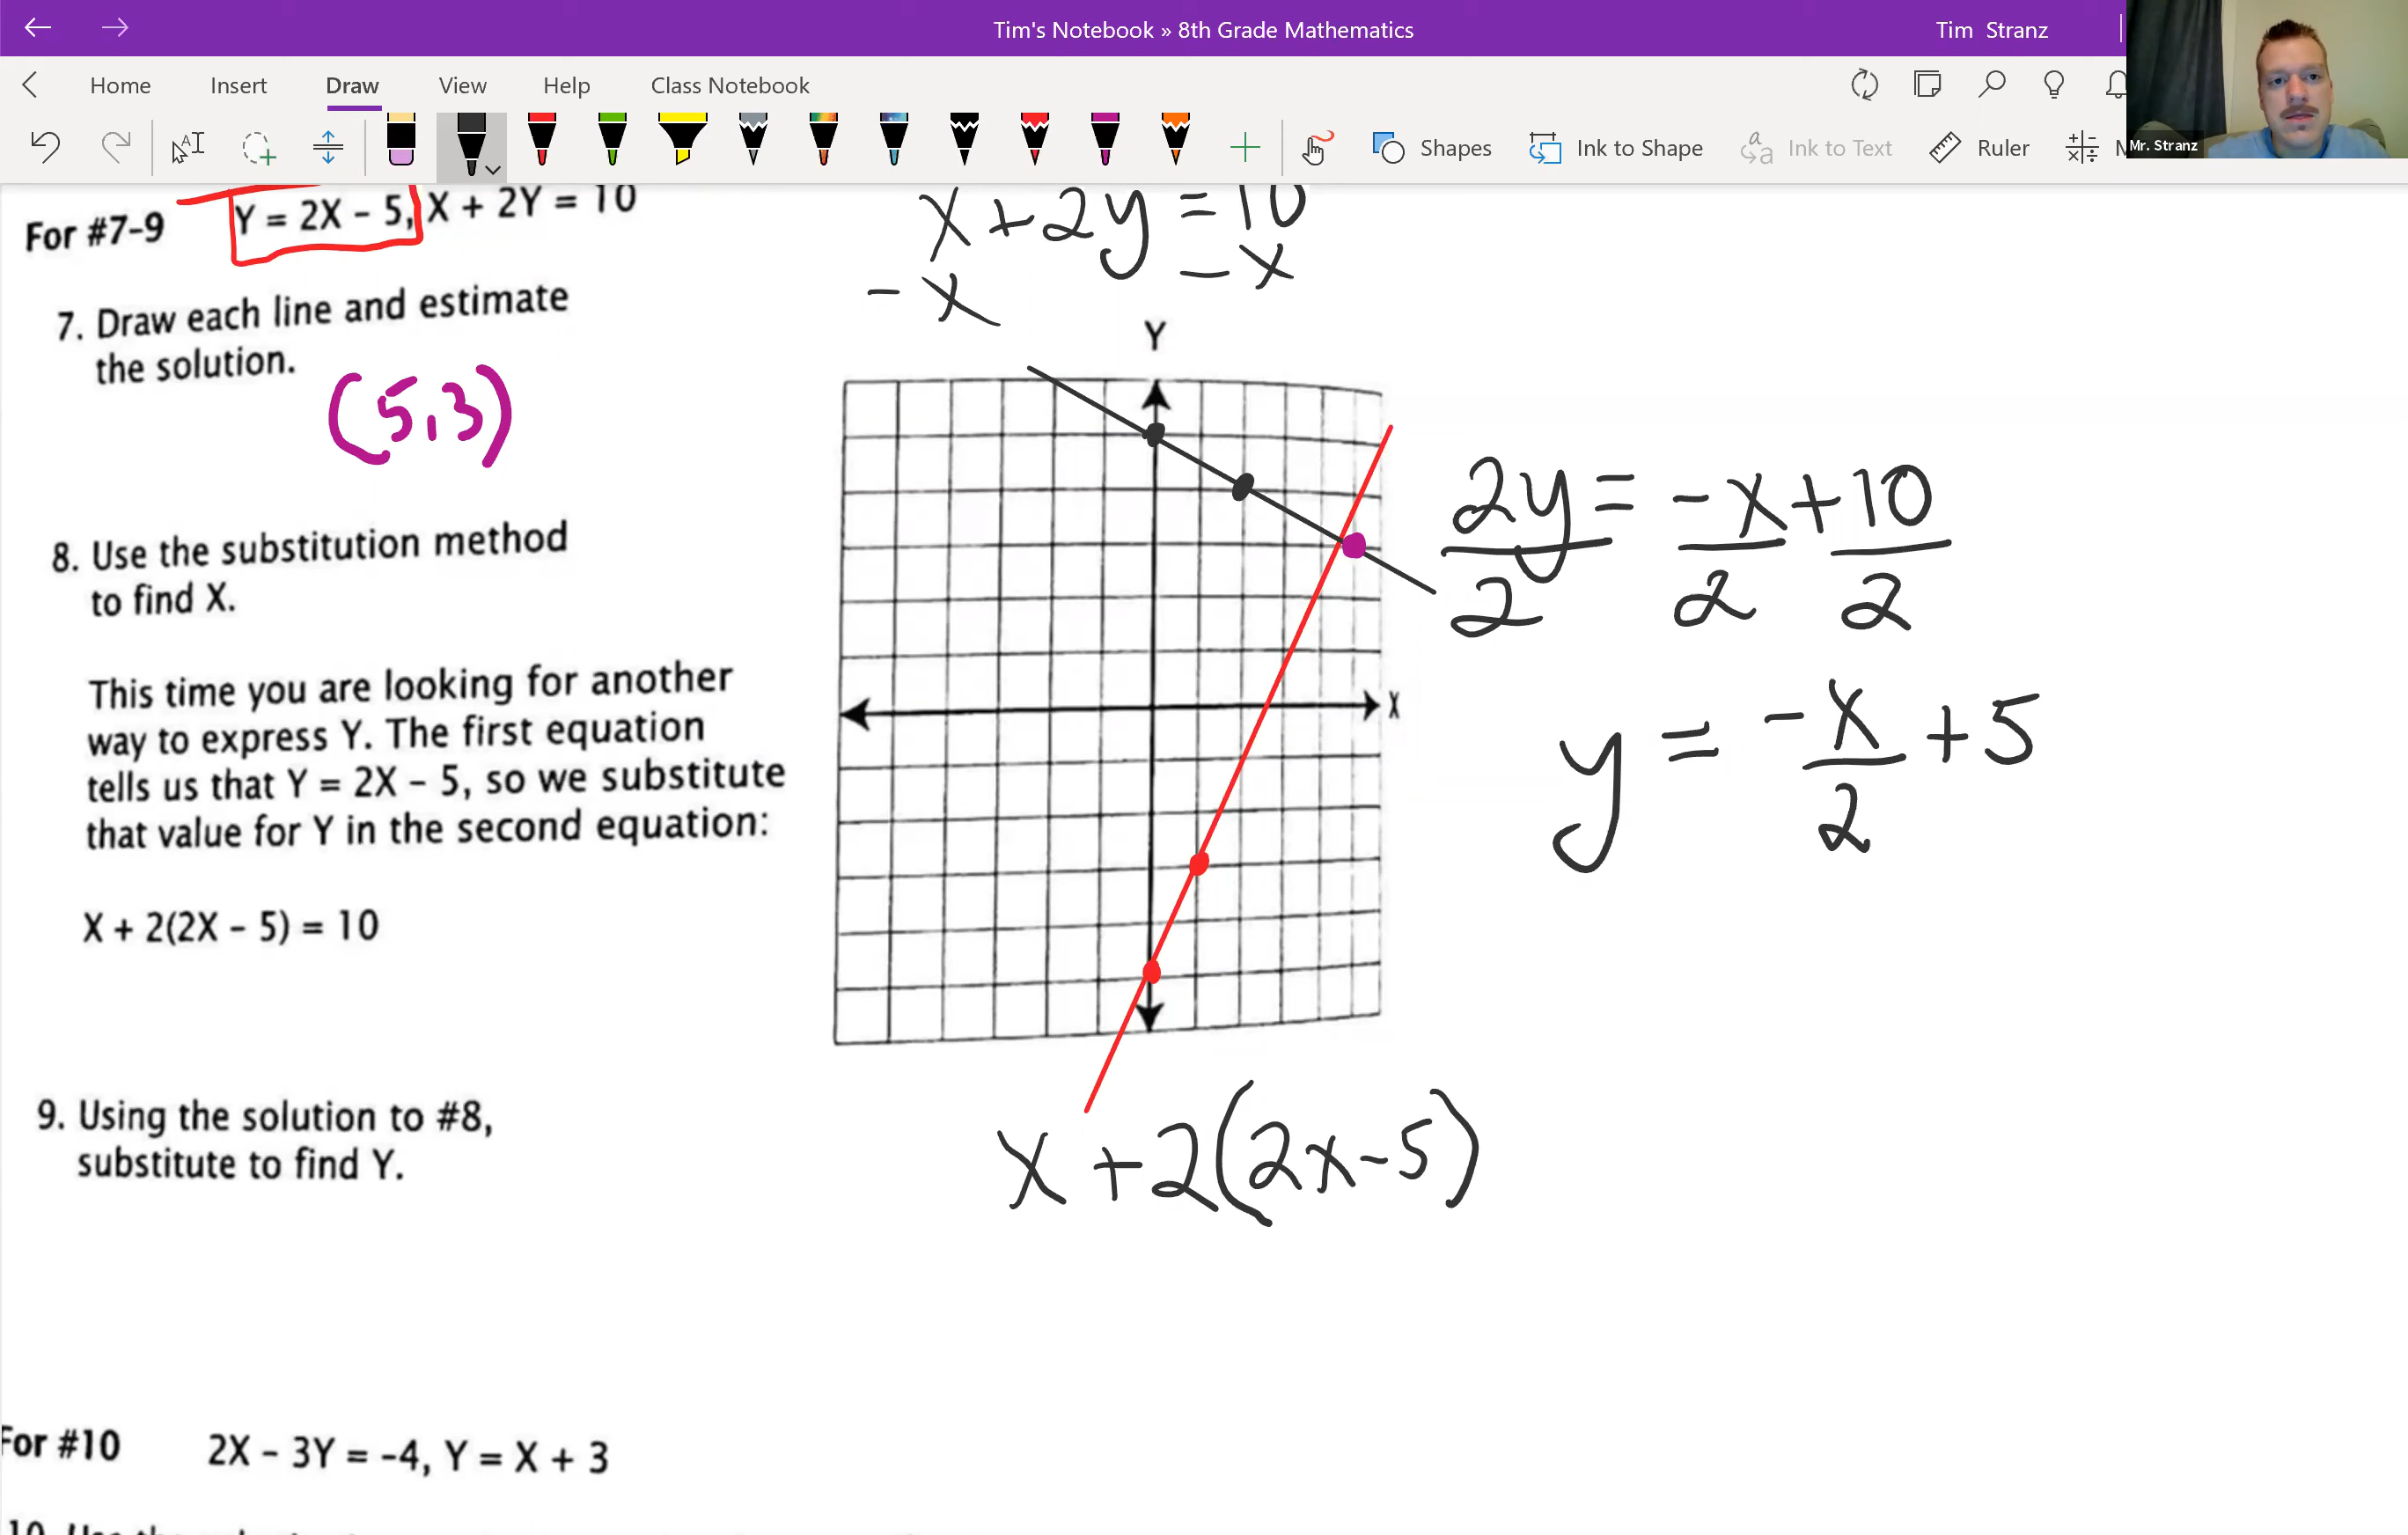 Tim's Notebook » 8th Grade Mathematics
Tim Stranz
Home Insert Draw View Help Class Notebook
Shapes Ink to Shape Ink to Text Ruler
Mr. Stranz
For #7-9 Y = 2X - 5, X + 2Y = 10
x + 2y = 10
- x - x
7. Draw each line and estimate
the solution.
(5,3)
Y
X
2y = -x + 10
2 2 2
y = -x + 5
2
8. Use the substitution method
to find X.
This time you are looking for another
way to express Y. The first equation
tells us that Y = 2X - 5, so we substitute
that value for Y in the second equation:
X + 2(2X - 5) = 10
9. Using the solution to #8,
substitute to find Y.
x + 2(2x-5)
For #10 2X - 3Y = -4, Y = X + 3